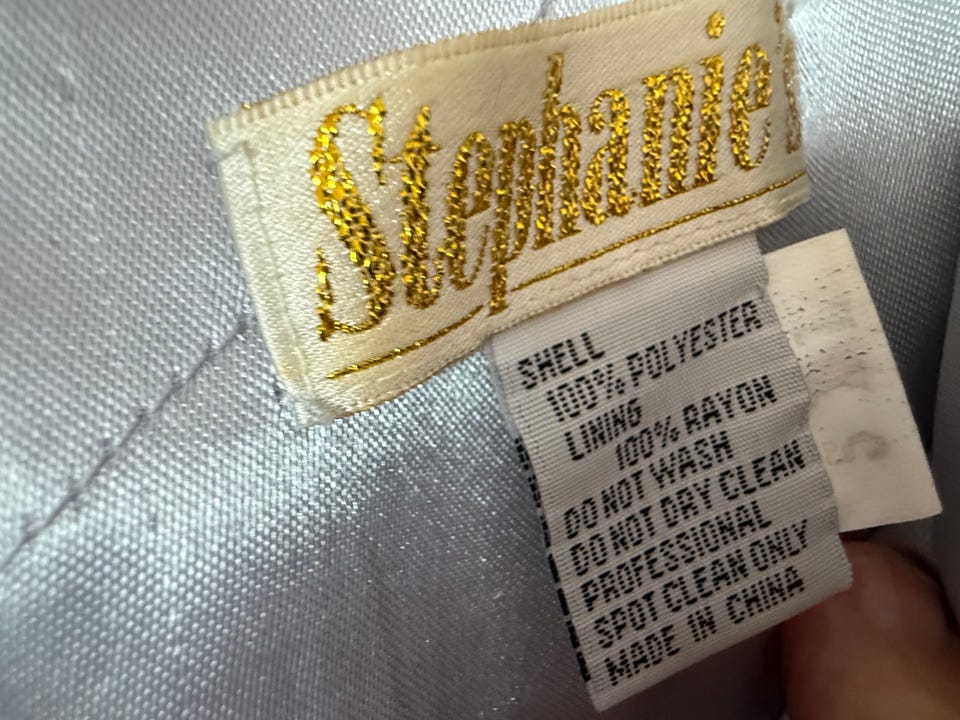 Stephanie
SHELL
100% POLYESTER
LINING
100% RAYON
DO NOT WASH
DO NOT DRY CLEAN
PROFESSIONAL
SPOT CLEAN ONLY
MADE IN CHINA